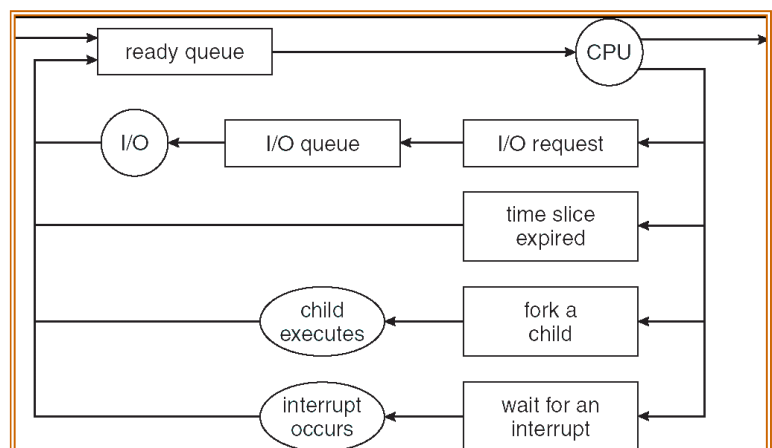 ready queue
CPU
I/O
I/O queue
I/O request
time slice
expired
child
executes
fork a
child
interrupt
occurs
wait for an
interrupt